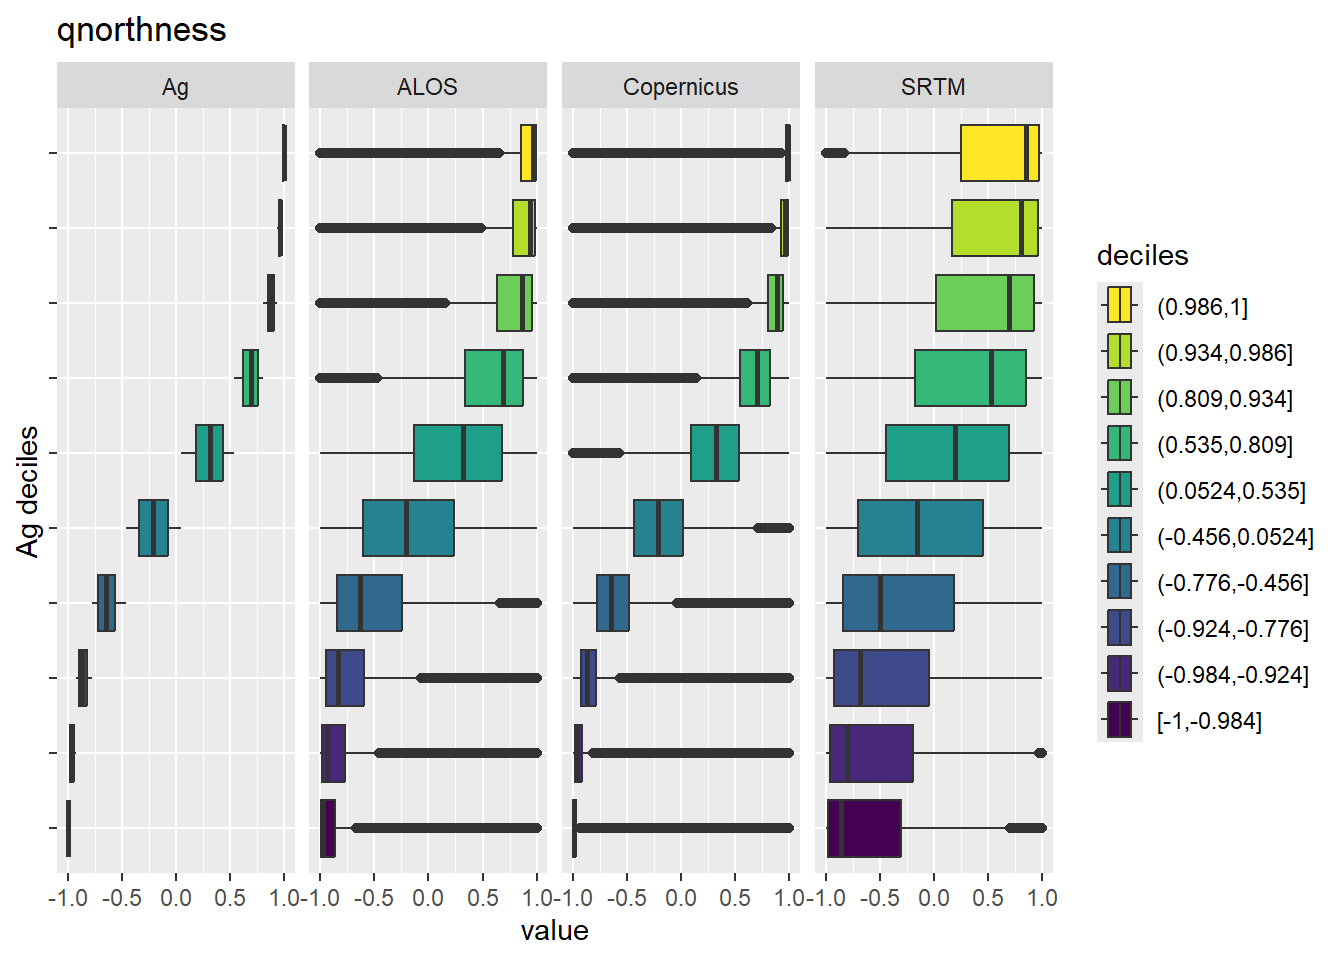 qnorthness
Ag ALOS Copernicus SRTM
Ag deciles
-1.0 -0.5 0.0 0.5 1.0 -1.0 -0.5 0.0 0.5 1.0 -1.0 -0.5 0.0 0.5 1.0 -1.0 -0.5 0.0 0.5 1.0
value
deciles
(0.986,1]
(0.934,0.986]
(0.809,0.934]
(0.535,0.809]
(0.0524,0.535]
(-0.456,0.0524]
(-0.776,-0.456]
(-0.924,-0.776]
(-0.984,-0.924]
[-1,-0.984]